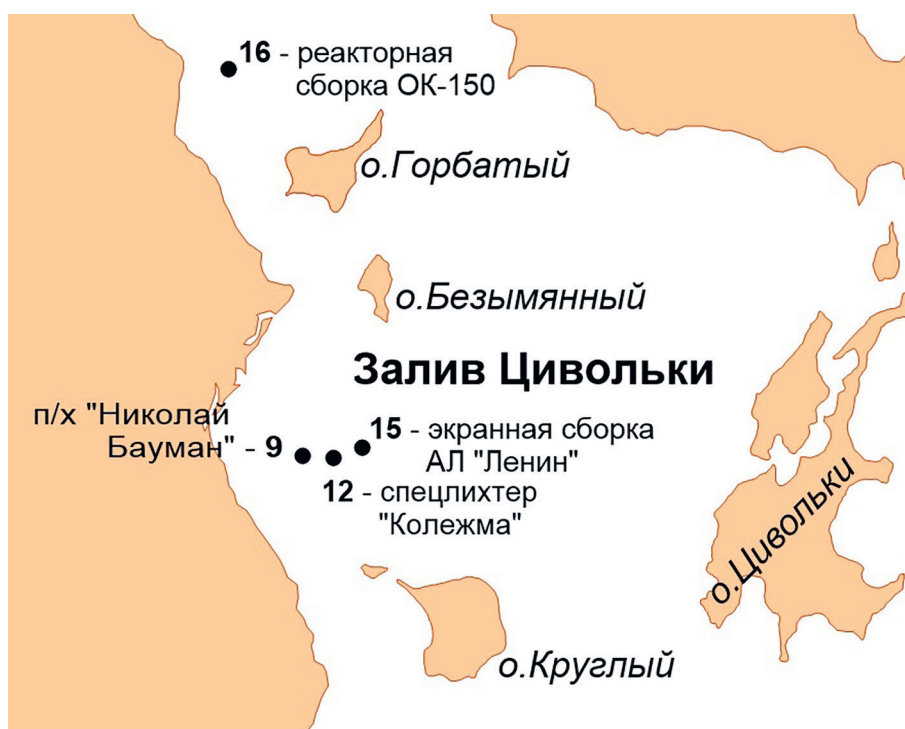 16 - реакторная
сборка ОК-150
о.Горбатый
о.Безымянный
Залив Цивольки
п/х "Николай
Бауман" - 9
15 - экранная сборка
АЛ "Ленин"
12 - спецлихтер
"Колежма"
о.Цивольки
о.Круглый